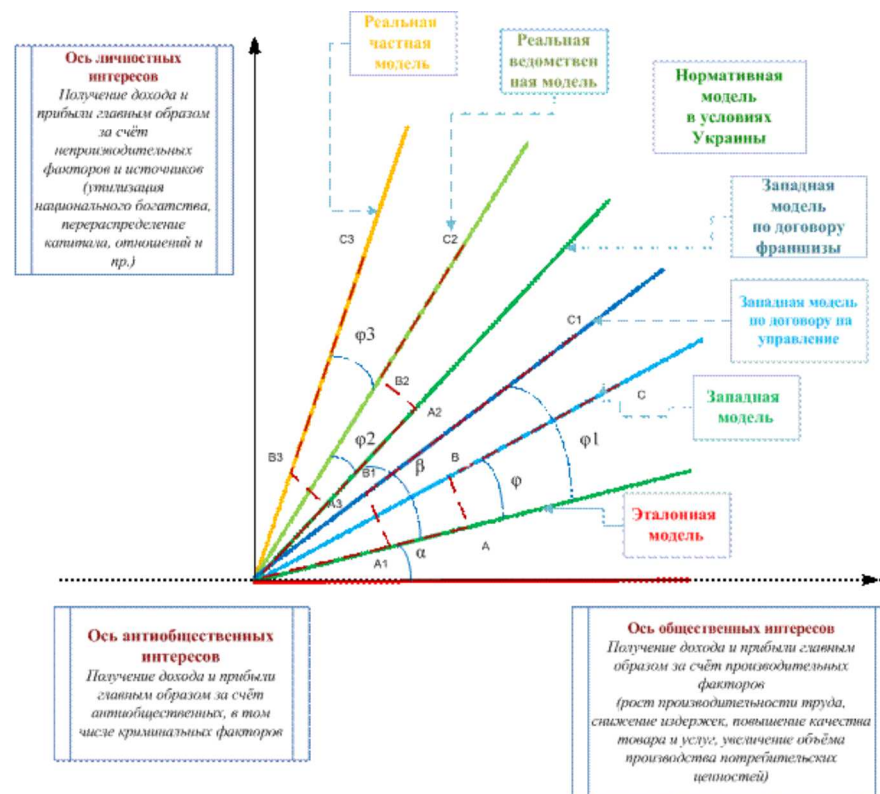 Ось личностных
интересов
Получение дохода и
прибыли главным образом
за счёт
непроизводительных
факторов и источников
(утилизация
национального богатства,
перераспределение
капитала, отношений и
пр.)
Реальная
частная
модель
Реальная
ведомствен
ная модель
Нормативная
модель
в условиях
Украины
Западная
модель
по договору
франшизы
Западная модель
по договору на
управление
Западная
модель
Эталонная
модель
C3
C2
C1
C
φ3
B2
A2
φ2
B3
B1
β
B
φ1
A3
φ
A1
α
A
Ось антиобщественных
интересов
Получение дохода и прибыли
главным образом за счёт
антиобщественных, в том
числе криминальных факторов
Ось общественных интересов
Получение дохода и прибыли главным
образом за счёт производительных
факторов
(рост производительности труда,
снижение издержек, повышение качества
товара и услуг, увеличение объёма
производства потребительских
ценностей)